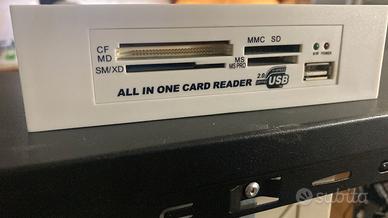 CF
MD
MMC SD
SM/XD
MS
MS PRO
POWER
ALL IN ONE CARD READER
2.0
USB
subito